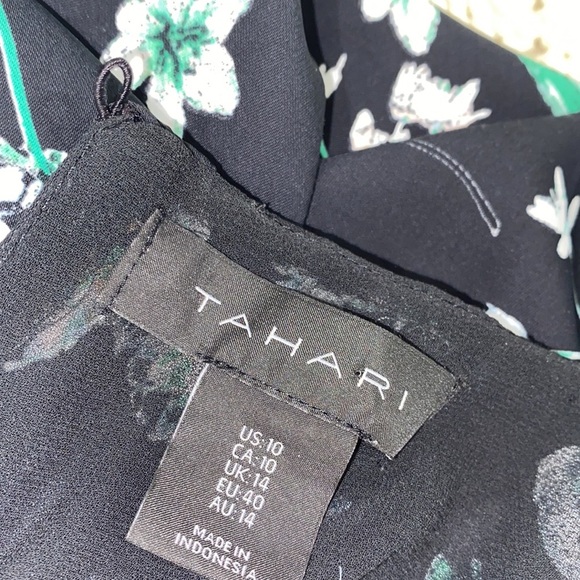 TAHARI
US:10
CA:10
UK:14
EU:40
AU:14
MADE IN
INDONESIA